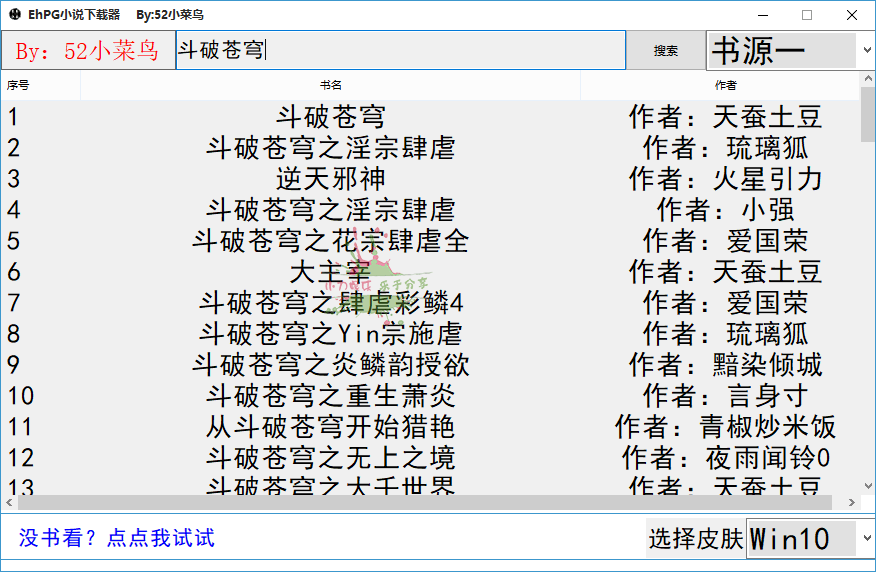 EhPG小说下载器 By:52小菜鸟
By: 52小菜鸟 斗破苍穹 搜索 书源一
序号 书名 作者
1 斗破苍穹 作者: 天蚕土豆
2 斗破苍穹之淫宗肆虐 作者: 琉璃狐
3 逆天邪神 作者: 火星引力
4 斗破苍穹之淫宗肆虐 作者: 小强
5 斗破苍穹之花宗肆虐全 作者: 爱国荣
6 大主宰 作者: 天蚕土豆
7 斗破苍穹之肆虐彩鳞4 作者: 爱国荣
8 斗破苍穹之Yin宗施虐 作者: 琉璃狐
9 斗破苍穹之炎鳞韵授欲 作者: 黯染倾城
10 斗破苍穹之重生萧炎 作者: 言身寸
11 从斗破苍穹开始猎艳 作者: 青椒炒米饭
12 斗破苍穹之无上之境 作者: 夜雨闻铃0
13 斗破苍穹之大千世界 作者: 天蚕土豆
没书看? 点点我试试 选择皮肤 Win10